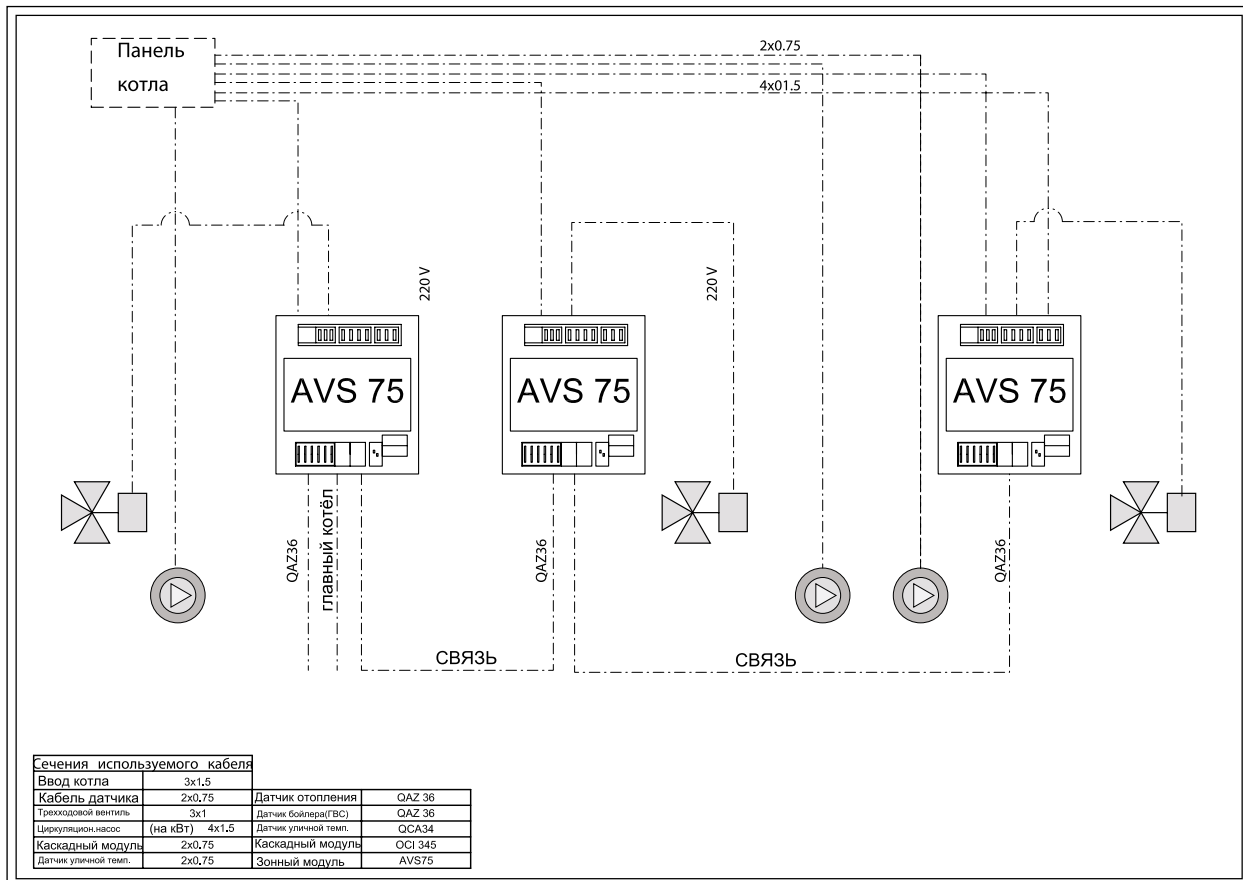 Панель
котла
2x0.75
4x01.5
220 V
220 V
AVS 75
AVS 75
AVS 75
QAZ36
главный котёл
QAZ36
QAZ36
СВЯЗЬ
СВЯЗЬ
Сечения используемого кабеля
Ввод котла 3x1.5
Кабель датчика 2x0.75 Датчик отопления QAZ 36
Трехходовой вентиль 3x1 Датчик бойлера(ГВС) QAZ 36
Циркуляцион.насос (на кВт) 4x1.5 Датчик уличной темп. QCA34
Каскадный модуль 2x0.75 Каскадный модуль OCI 345
Датчик уличной темп. 2x0.75 Зонный модуль AVS75